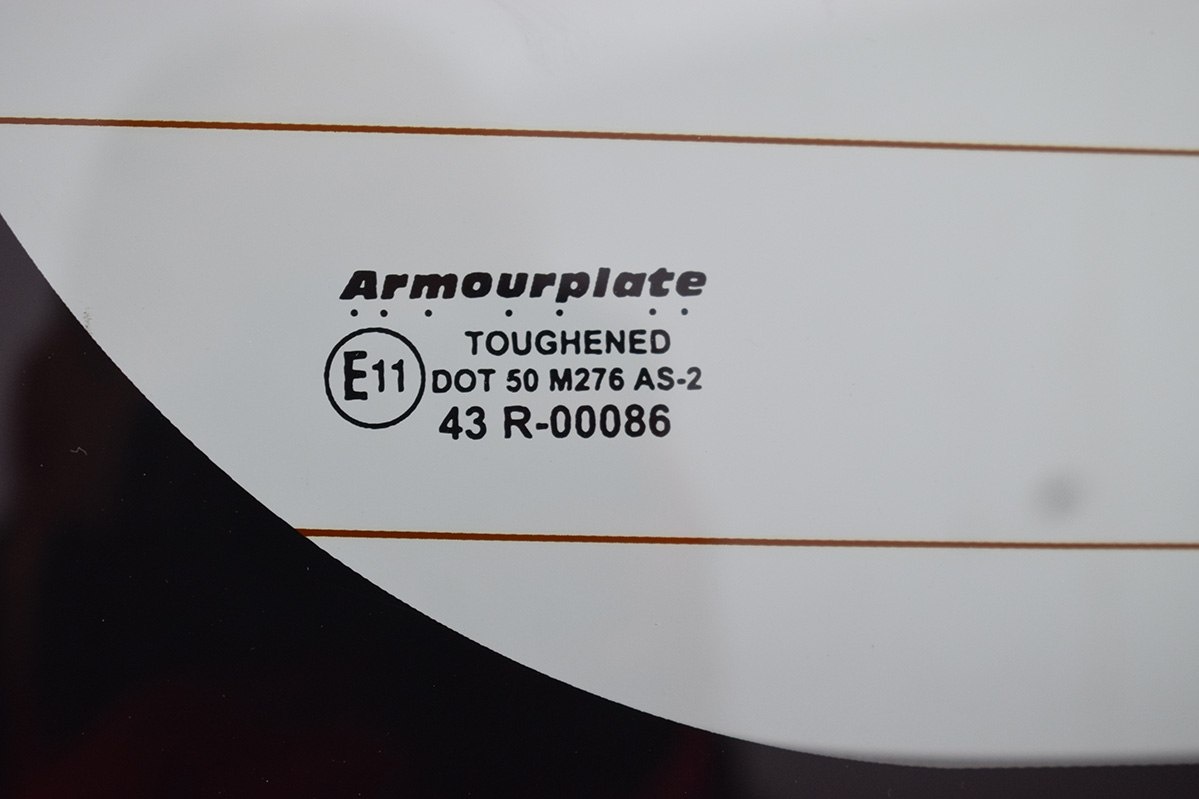 Armourplate
TOUGHENED
E11
DOT 50 M276 AS-2
43 R-00086